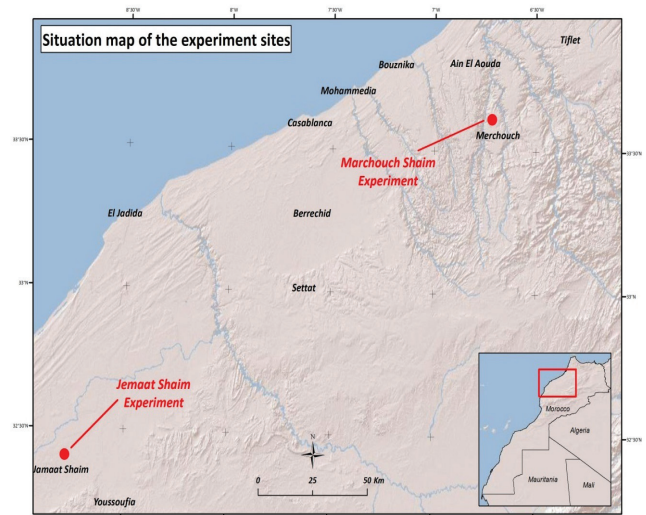 Situation map of the experiment sites
8°30'W
8°W
7°30'W
7°W
6°30'W
Tiflet
Bouznika
Ain El Aouda
Mohammedia
Casablanca
Merchouch
33°30'N
33°30'N
Marchouch Shaim
Experiment
El Jadida
Berrechid
33°N
Settat
33°N
Jemaat Shaim
Experiment
Morocco
Algeria
Mauritania
Mali
32°30'N
32°30'N
N
Jamaat Shaim
0 25 50 Km
Youssoufia